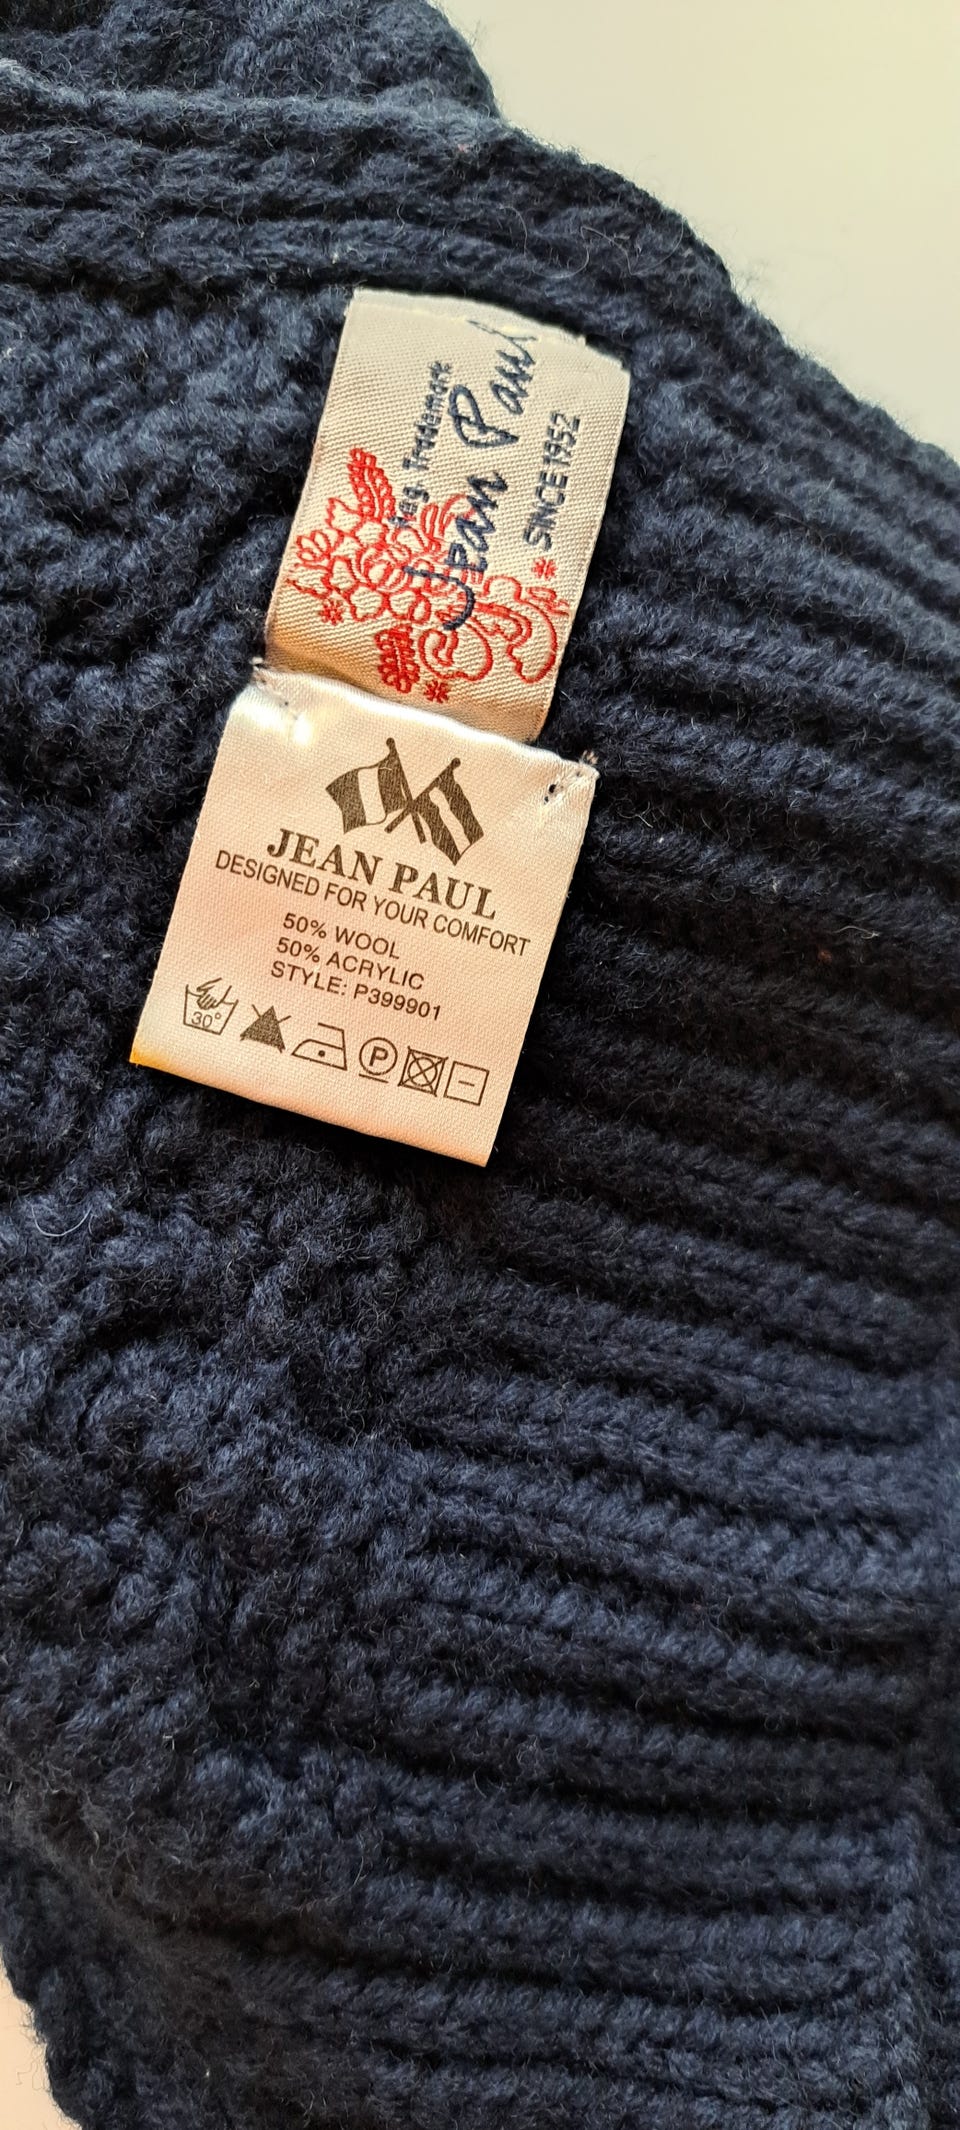 Reg. Trademark
Jean Paul
SINCE 1952
JEAN PAUL
DESIGNED FOR YOUR COMFORT
50% WOOL
50% ACRYLIC
STYLE: P399901
30°
P